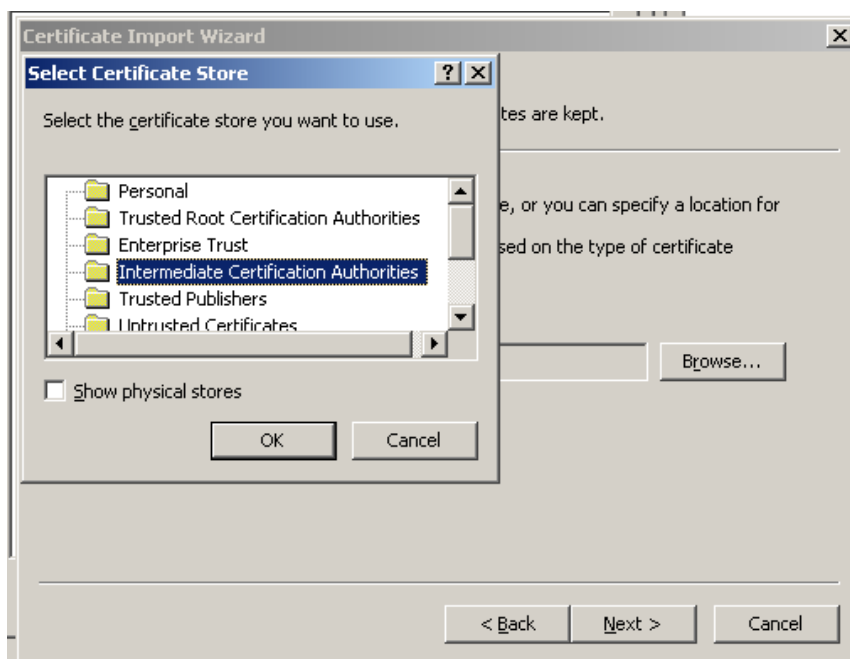 Certificate Import Wizard
Select Certificate Store
Select the certificate store you want to use.
tes are kept.
Personal
Trusted Root Certification Authorities
e, or you can specify a location for
Enterprise Trust
sed on the type of certificate
Intermediate Certification Authorities
Trusted Publishers
Untrusted Certificates
Browse...
Show physical stores
OK
Cancel
< Back
Next >
Cancel